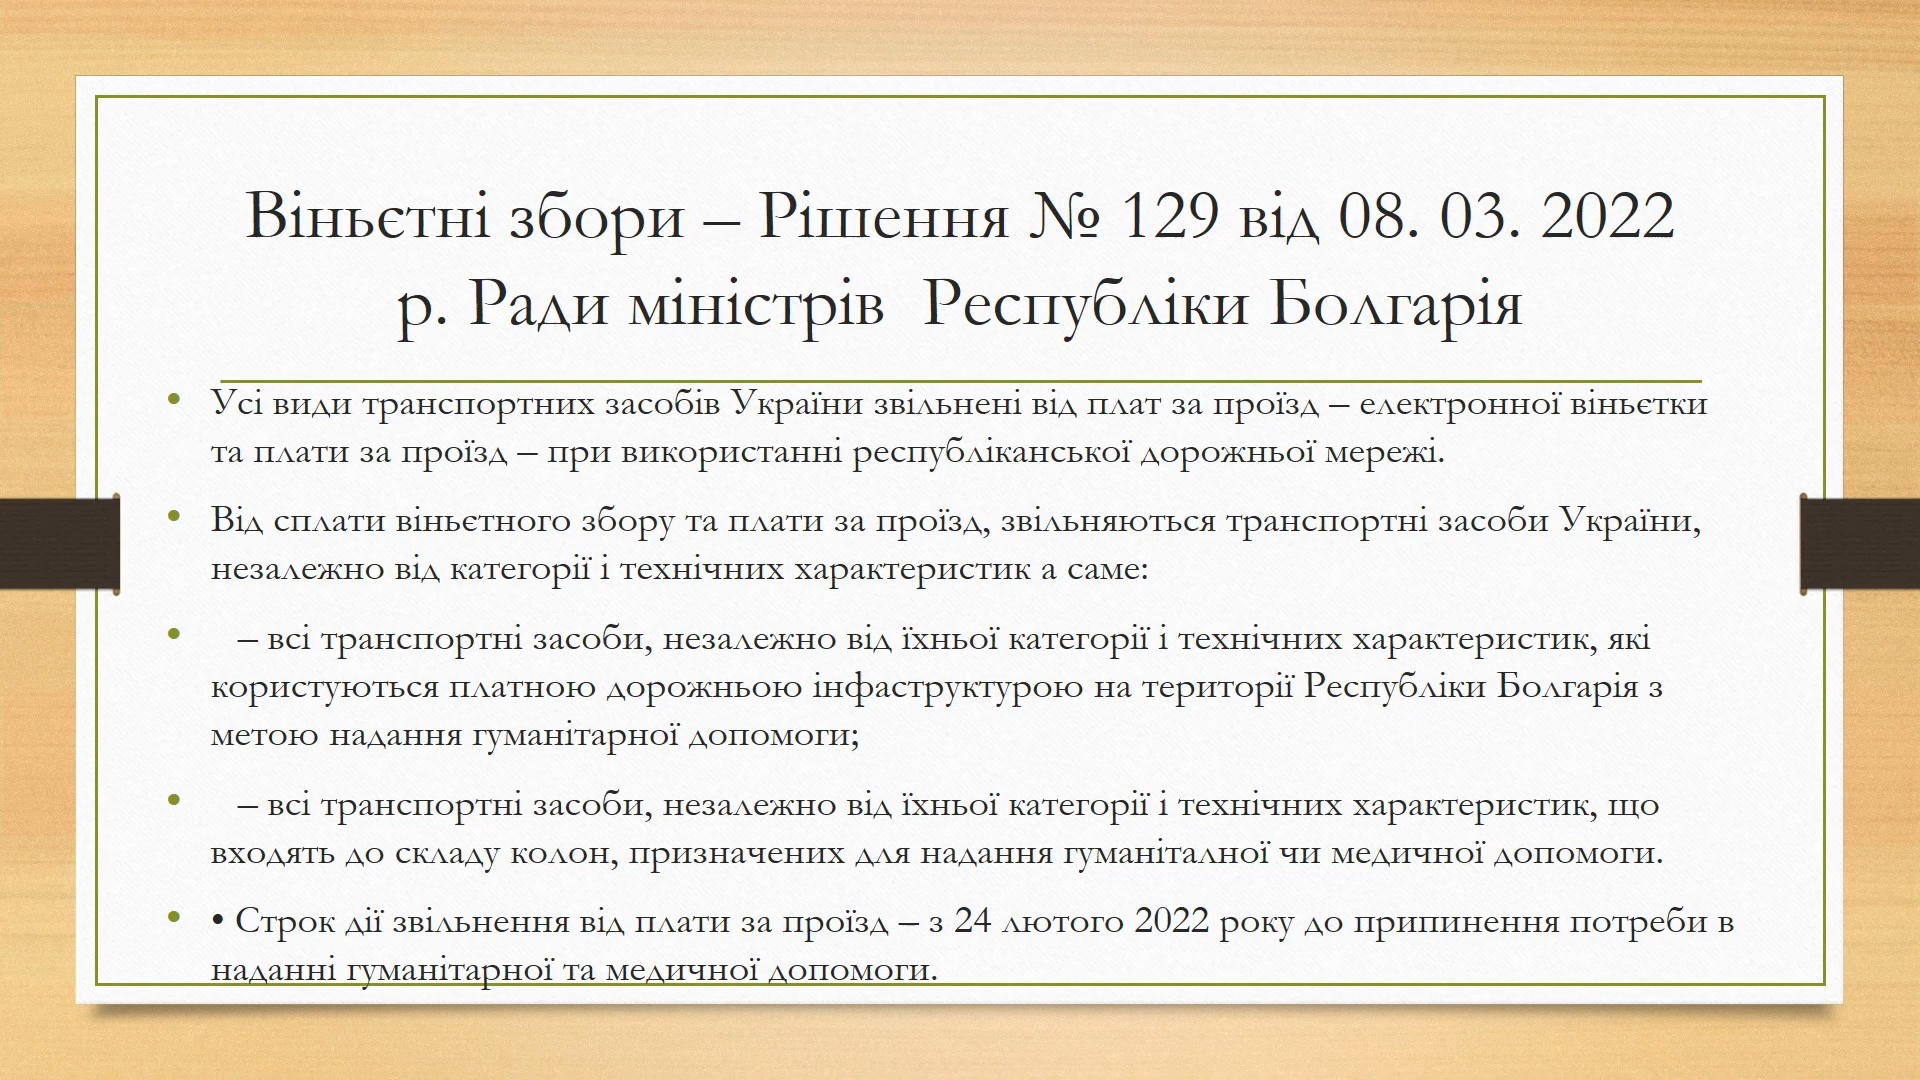 Віньєтні збори – Рішення № 129 від 08. 03. 2022
р. Ради міністрів  Республіки Болгарія
• Усі види транспортних засобів України звільнені від плат за проїзд – електронної віньєтки
та плати за проїзд – при використанні республіканської дорожньої мережі.
• Від сплати віньєтного збору та плати за проїзд, звільняються транспортні засоби України,
незалежно від категорії і технічних характеристик а саме:
• – всі транспортні засоби, незалежно від їхньої категорії і технічних характеристик, які
користуються платною дорожньою інфаструктурою на території Республіки Болгарія з
метою надання гуманітарної допомоги;
• – всі транспортні засоби, незалежно від їхньої категорії і технічних характеристик, що
входять до складу колон, призначених для надання гуманіталної чи медичної допомоги.
• • Строк дії звільнення від плати за проїзд – з 24 лютого 2022 року до припинення потреби в
наданні гуманітарної та медичної допомоги.